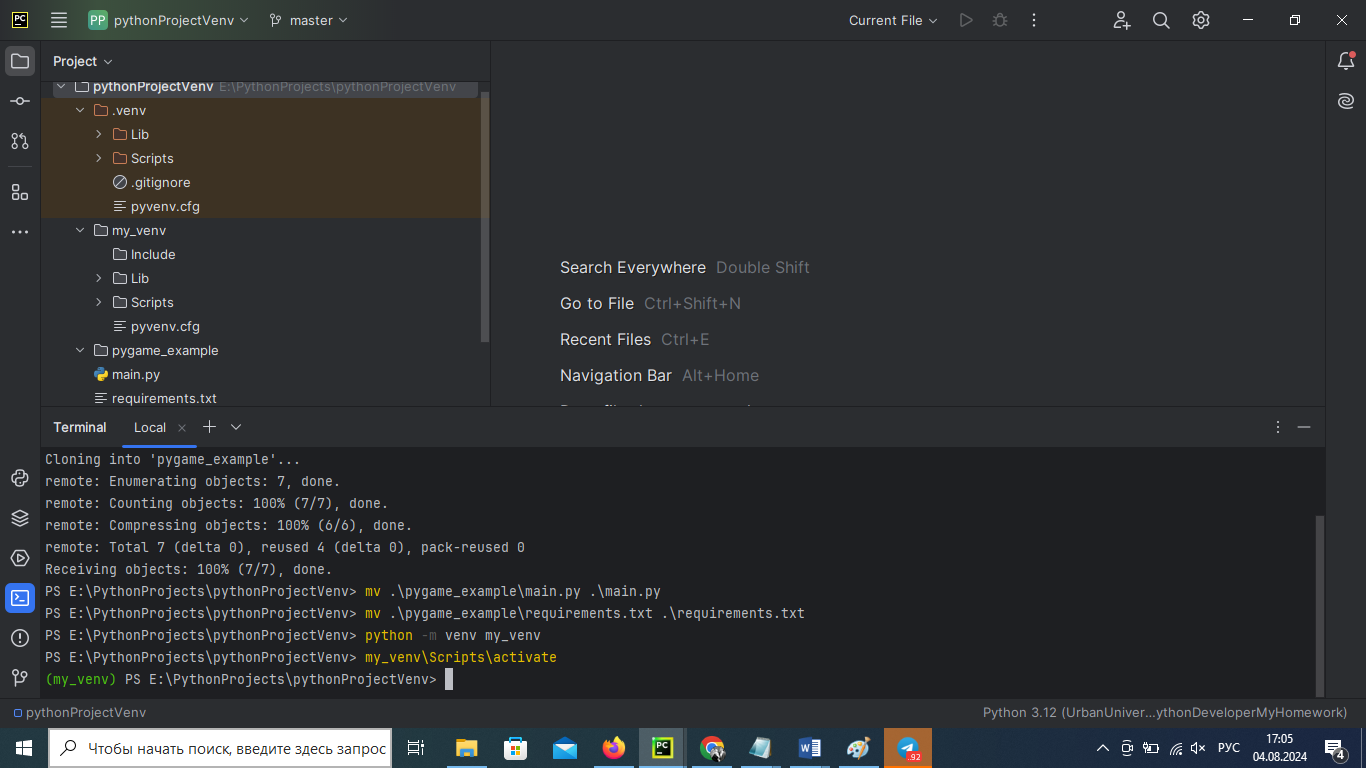 PC
PP pythonProjectVenv master Current File
Project
pythonProjectVenv E:\PythonProjects\pythonProjectVenv
.venv
Lib
Scripts
.gitignore
pyvenv.cfg
my_venv
Include
Lib
Scripts
pyvenv.cfg
pygame_example
main.py
requirements.txt
Search Everywhere Double Shift
Go to File Ctrl+Shift+N
Recent Files Ctrl+E
Navigation Bar Alt+Home
Terminal Local
Cloning into 'pygame_example'...
remote: Enumerating objects: 7, done.
remote: Counting objects: 100% (7/7), done.
remote: Compressing objects: 100% (6/6), done.
remote: Total 7 (delta 0), reused 4 (delta 0), pack-reused 0
Receiving objects: 100% (7/7), done.
PS E:\PythonProjects\pythonProjectVenv> mv .\pygame_example\main.py .\main.py
PS E:\PythonProjects\pythonProjectVenv> mv .\pygame_example\requirements.txt .\requirements.txt
PS E:\PythonProjects\pythonProjectVenv> python -m venv my_venv
PS E:\PythonProjects\pythonProjectVenv> my_venv\Scripts\activate
(my_venv) PS E:\PythonProjects\pythonProjectVenv>
pythonProjectVenv Python 3.12 (UrbanUniver...ythonDeveloperMyHomework)
Чтобы начать поиск, введите здесь запрос
PC
W
.92
РУС
17:05
04.08.2024
4